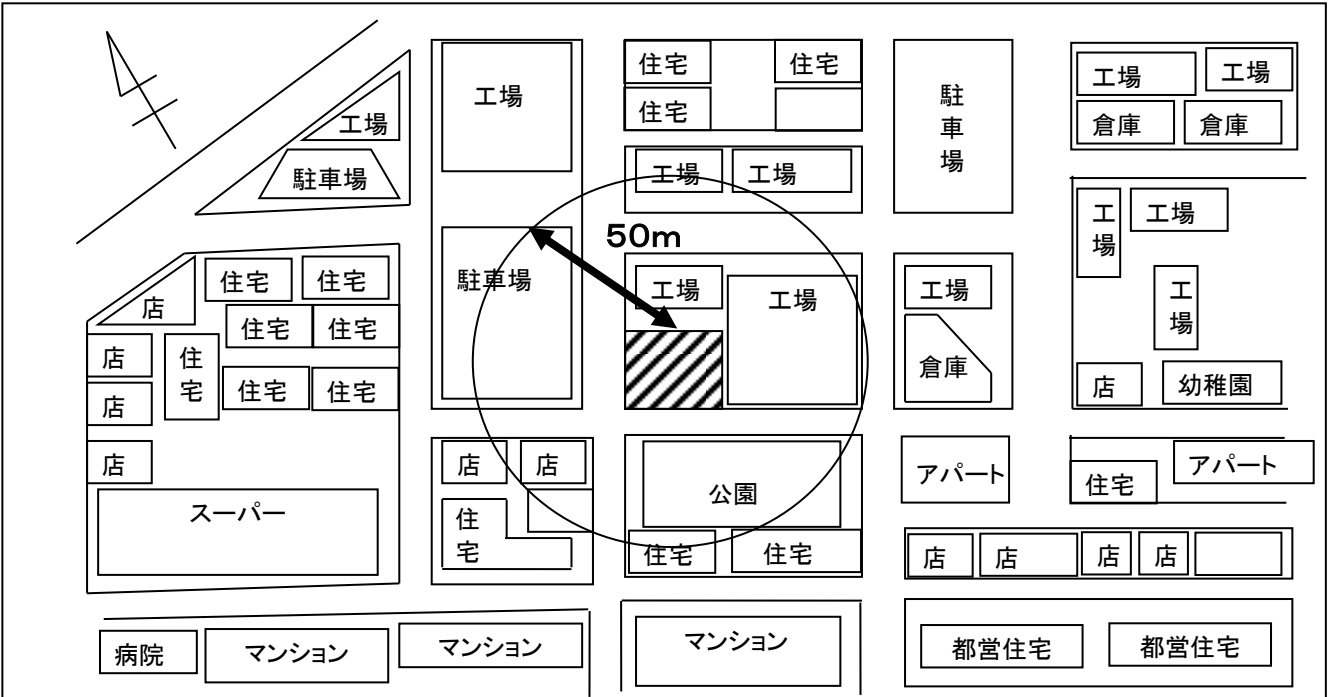 工場
駐車場
工場
駐車場
50m
住宅
住宅
住宅
工場
工場
工場
工場
駐車場
工場
倉庫
工場
工場
倉庫
倉庫
工場
工場
工場
店
幼稚園
店
住宅
住宅
住宅
住宅
店
住宅
住宅
住宅
店
店
スーパー
店
店
住宅
公園
住宅
住宅
アパート
住宅
アパート
店
店
店
店
病院
マンション
マンション
マンション
都営住宅
都営住宅